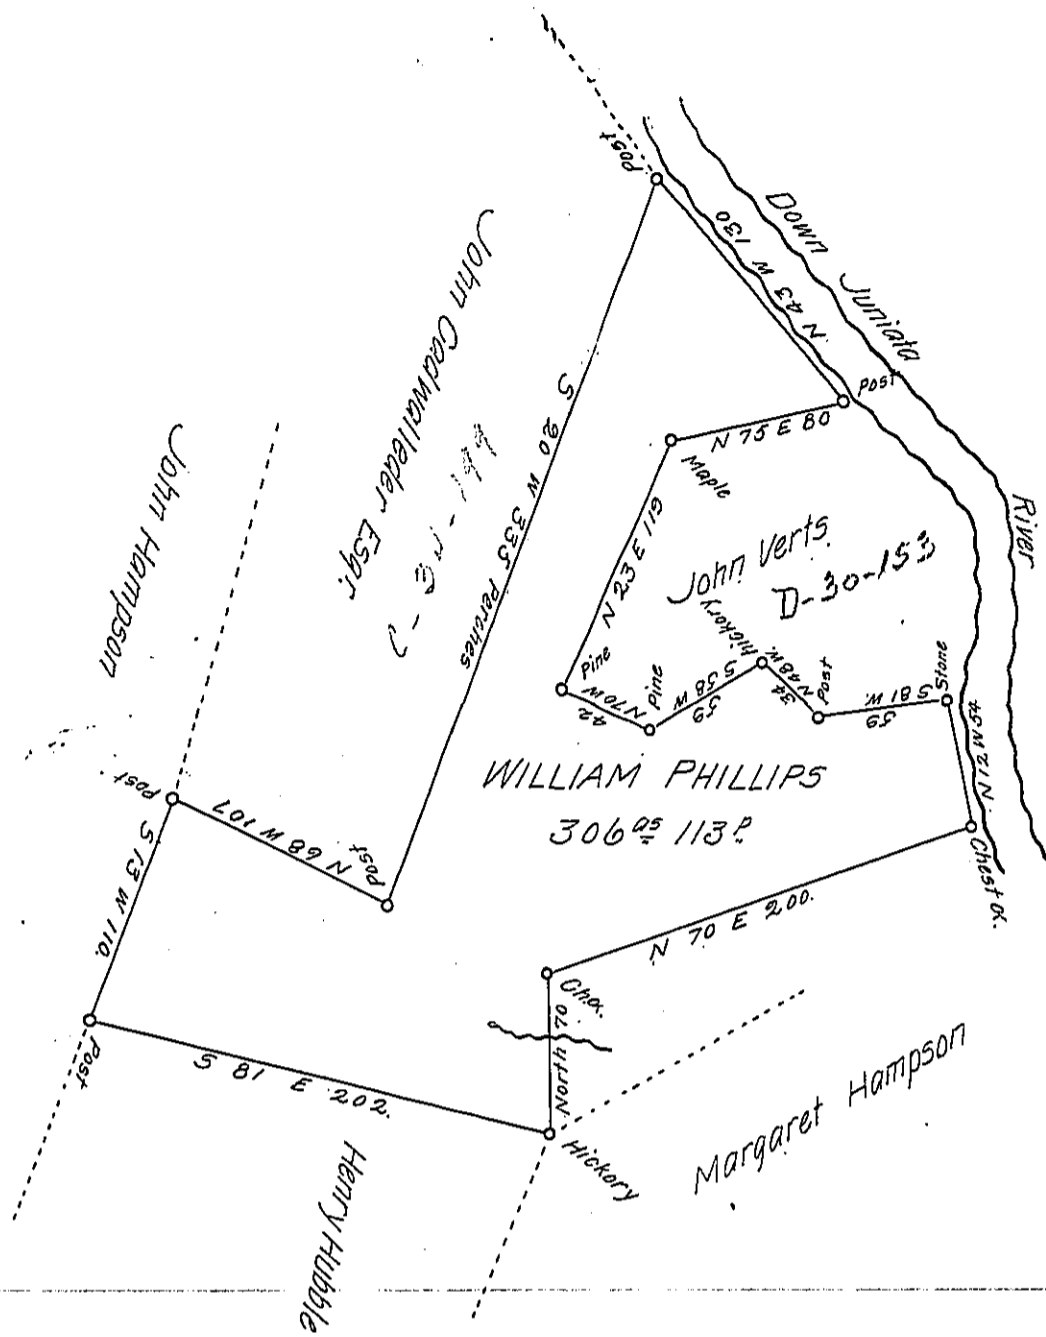 Post
Down Juniata River
N 43 W 130
Post
N 75 E 80
Maple
John Cadwalleder Esqr.
S 20 W 335 Perches
N 23 E 119
John Verts.
D-30-153
hickory
Pine
N 70 W
42
Pine
S 58 W
59
N 48 W.
34
Post
S 81 W.
59
Stone
N 12 W 54
Chest o.
WILLIAM PHILLIPS
306 as 113 P
John Hampson
Post
N 68 W 107
Post
S 13 W 110.
N 70 E 200.
Ch.o.
North 70
Post
S 81 E 202.
Hickory
Margaret Hampson
Henry Hubble